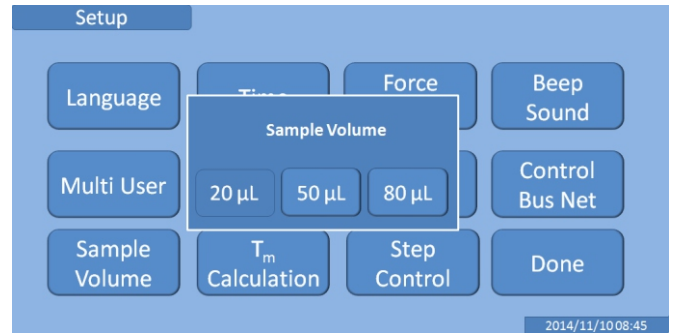 Setup
Language
Force
Beep
Sound
Sample Volume
Multi User
20 µL
50 µL
80 µL
Control
Bus Net
Sample
Volume
Tm
Calculation
Step
Control
Done
2014/11/10 08:45